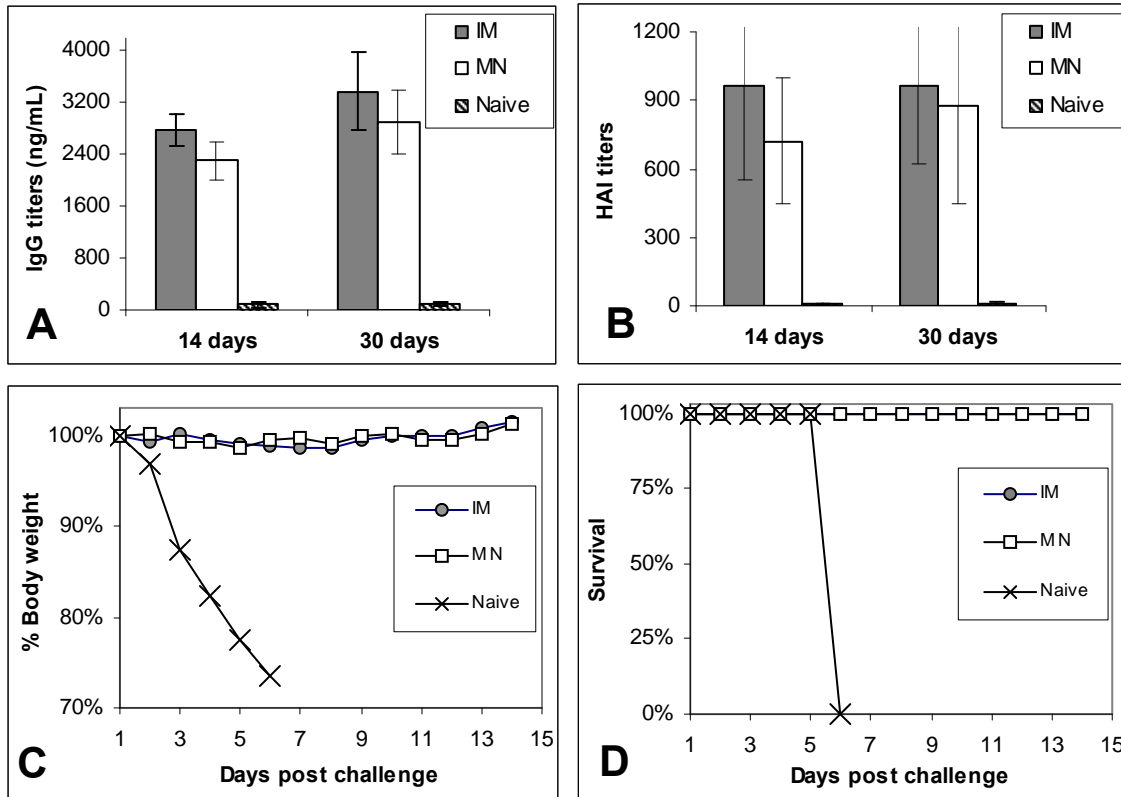 IgG titers (ng/mL)
4000
3200
2400
1600
800
0
14 days
30 days
IM
MN
Naive
A
HAI titers
1200
900
600
300
0
14 days
30 days
IM
MN
Naive
B
% Body weight
100%
90%
80%
70%
1 3 5 7 9 11 13 15
Days post challenge
IM
MN
Naive
C
Survival
100%
75%
50%
25%
0%
1 3 5 7 9 11 13 15
Days post challenge
IM
MN
Naive
D